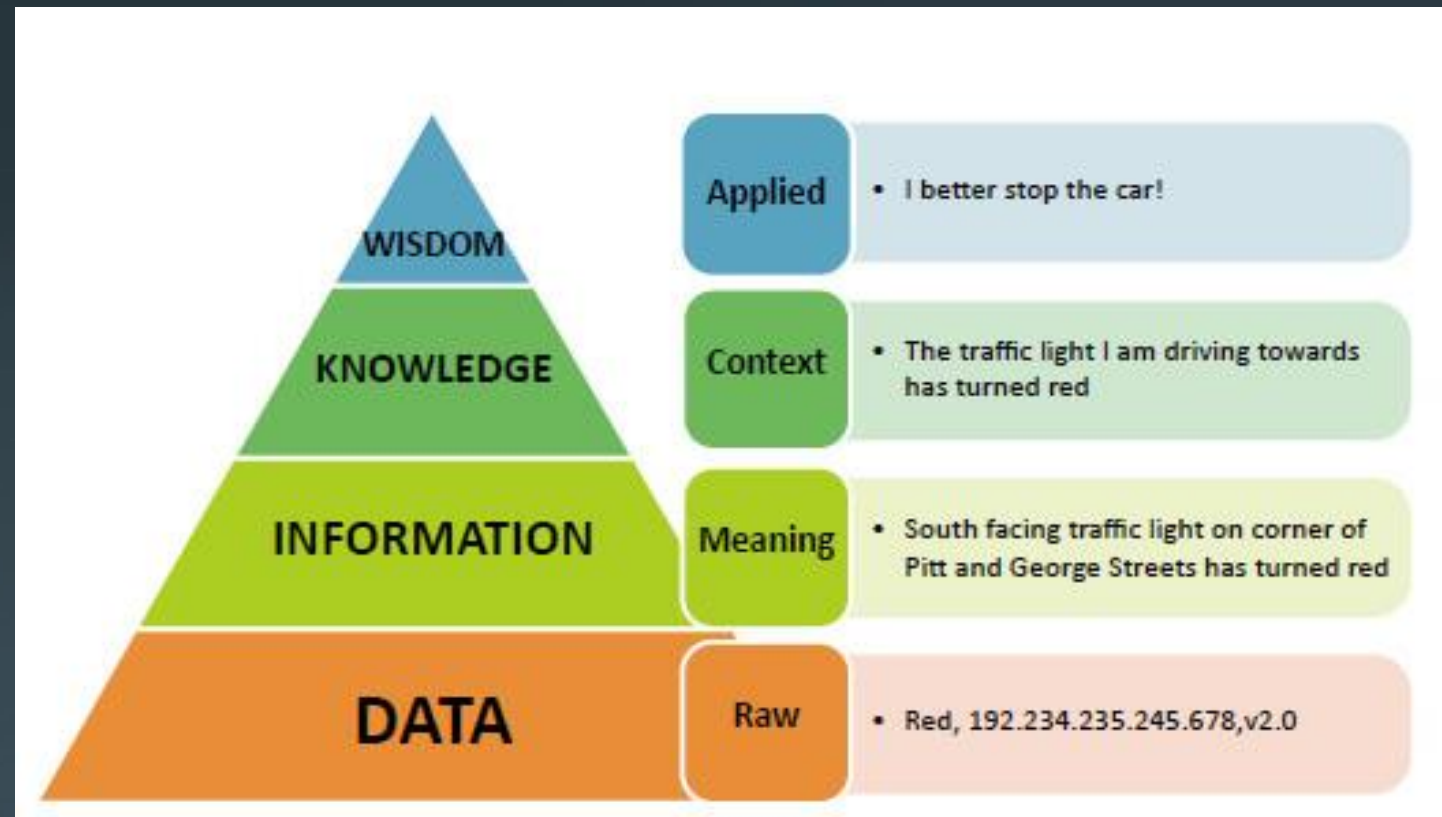 WISDOM
Applied
• I better stop the car!
KNOWLEDGE
Context
• The traffic light I am driving towards
has turned red
INFORMATION
Meaning
• South facing traffic light on corner of
Pitt and George Streets has turned red
DATA
Raw
• Red, 192.234.235.245.678,v2.0